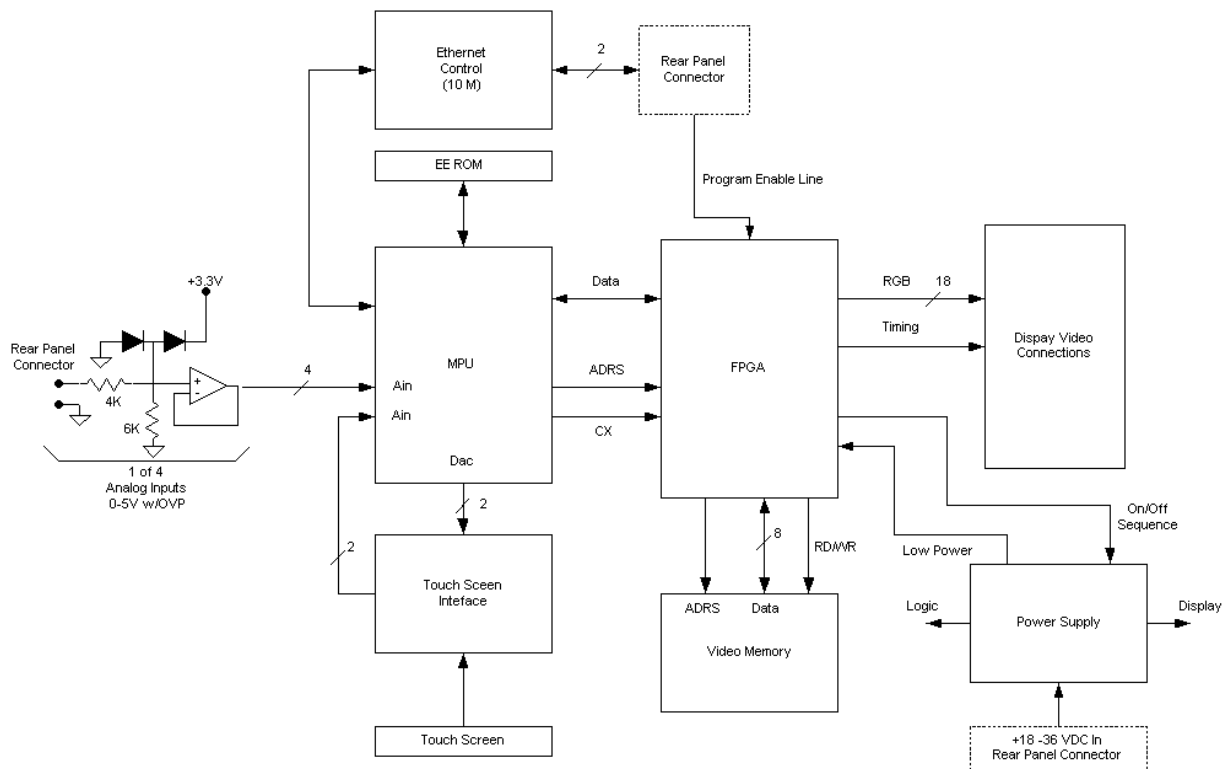 Ethernet
Control
(10 M)
2
Rear Panel
Connector
EE ROM
Program Enable Line
+3.3V
Rear Panel
Connector
4K
6K
+
-
1 of 4
Analog Inputs
0-5V w/OVP
4
MPU
Ain
Ain
Dac
Data
ADRS
CX
FPGA
RGB
18
Timing
Dispay Video
Connections
2
2
Touch Sceen
Inteface
Touch Screen
8
RD/WR
ADRS
Data
Video Memory
Low Power
On/Off
Sequence
Logic
Power Supply
Display
+18 -36 VDC In
Rear Panel Connector